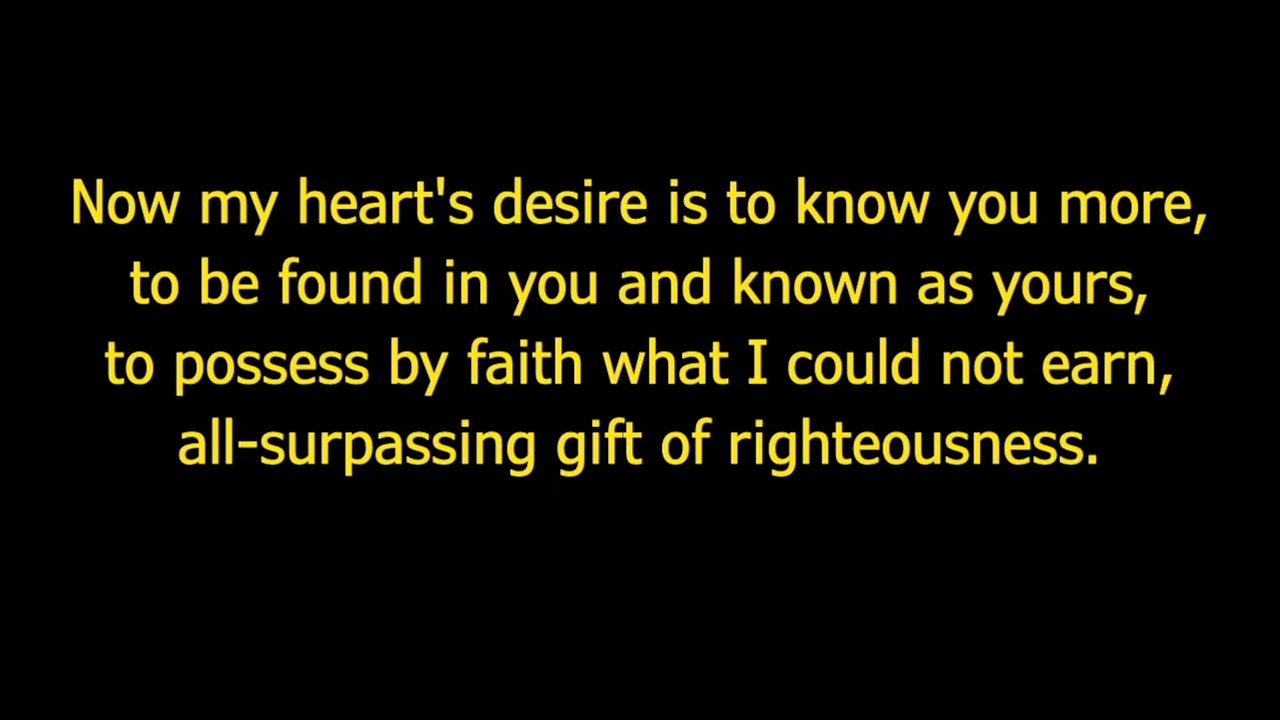 Now my heart's desire is to know you more,
to be found in you and known as yours,
to possess by faith what I could not earn,
all-surpassing gift of righteousness.